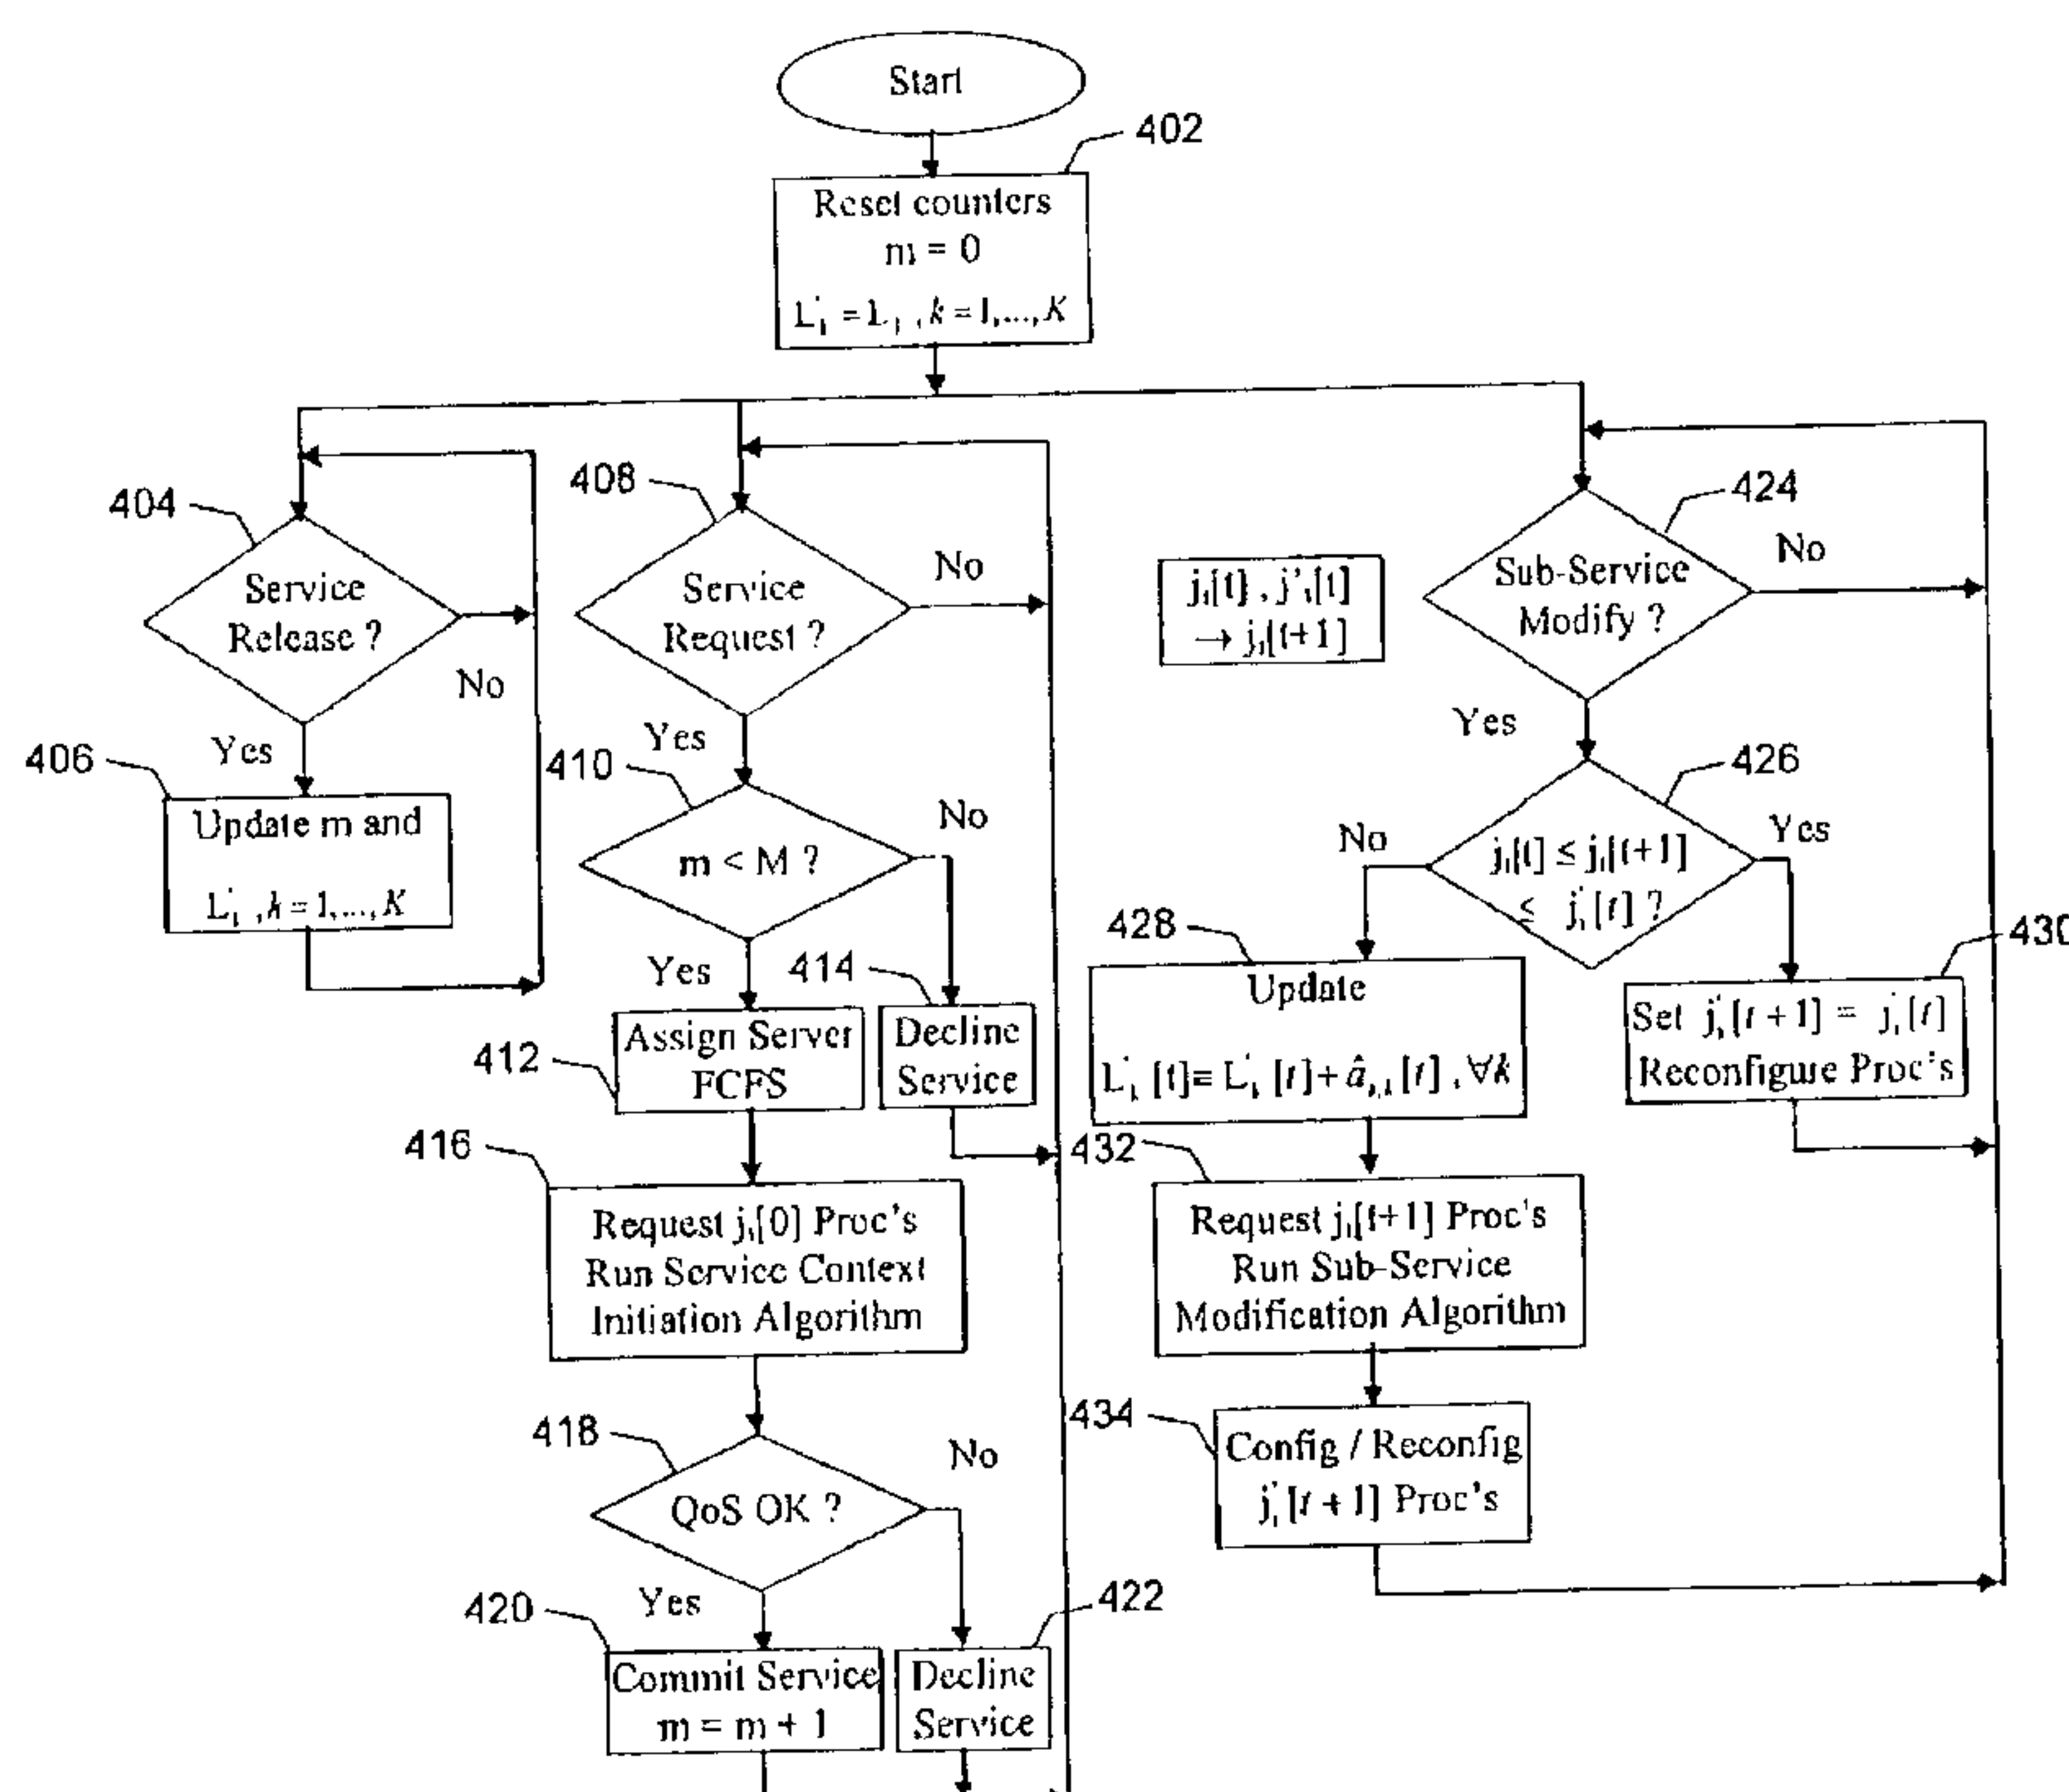 Start
402
Reset counters
m = 0
k = 1,..., K
404
Service
Release ?
No
Yes
406
Update m and
k = 1,..., K
408
Service
Request ?
No
Yes
410
m < M ?
No
Yes
412
Assign Server
FCFS
414
Decline
Service
416
Request jᵢ[0] Proc's
Run Service Context
Initiation Algorithm
418
QoS OK ?
No
Yes
420
Commit Service
m = m + 1
422
Decline
Service
jᵢ[t] , j'ᵢ[t]
→ jᵢ[t+1]
424
Sub-Service
Modify ?
No
Yes
426
jᵢ[t] ≤ jᵢ[t+1]
≤ j'ᵢ[t] ?
No
Yes
428
Update
∀k
430
Set j'ᵢ[t + 1] = j'ᵢ[t]
Reconfigure Proc's
432
Request jᵢ[t+1] Proc's
Run Sub-Service
Modification Algorithm
434
Config / Reconfig
j'ᵢ[t + 1] Proc's